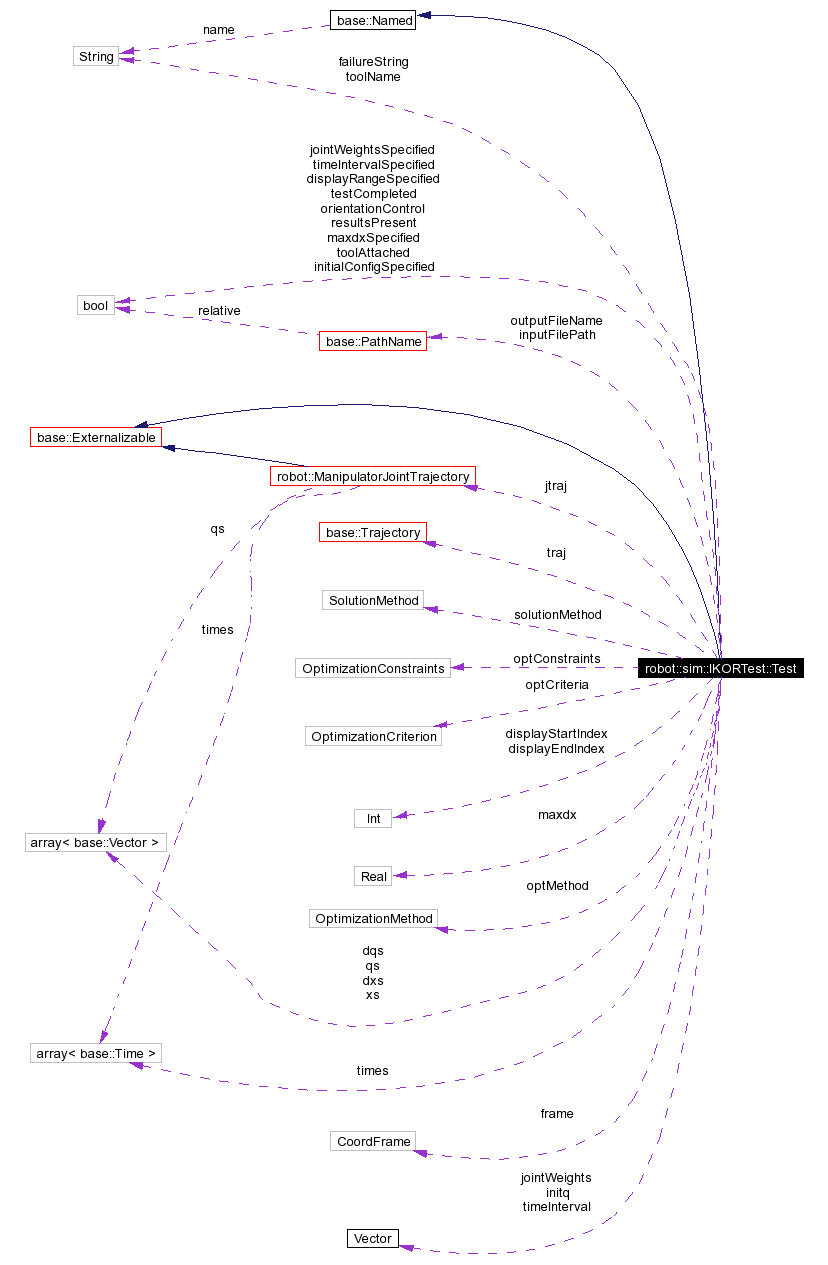 base::Named
name
String
failureString
toolName
jointWeightsSpecified
timeIntervalSpecified
displayRangeSpecified
testCompleted
orientationControl
resultsPresent
maxdxSpecified
toolAttached
initialConfigSpecified
bool
relative
outputFileName
inputFilePath
base::PathName
base::Externalizable
robot::ManipulatorJointTrajectory
jtraj
qs
base::Trajectory
traj
SolutionMethod
solutionMethod
times
OptimizationConstraints
optConstraints
robot::sim::IKORTest::Test
optCriteria
OptimizationCriterion
displayStartIndex
displayEndIndex
Int
maxdx
array< base::Vector >
Real
optMethod
OptimizationMethod
dqs
qs
dxs
xs
array< base::Time >
times
frame
CoordFrame
jointWeights
initq
timeInterval
Vector